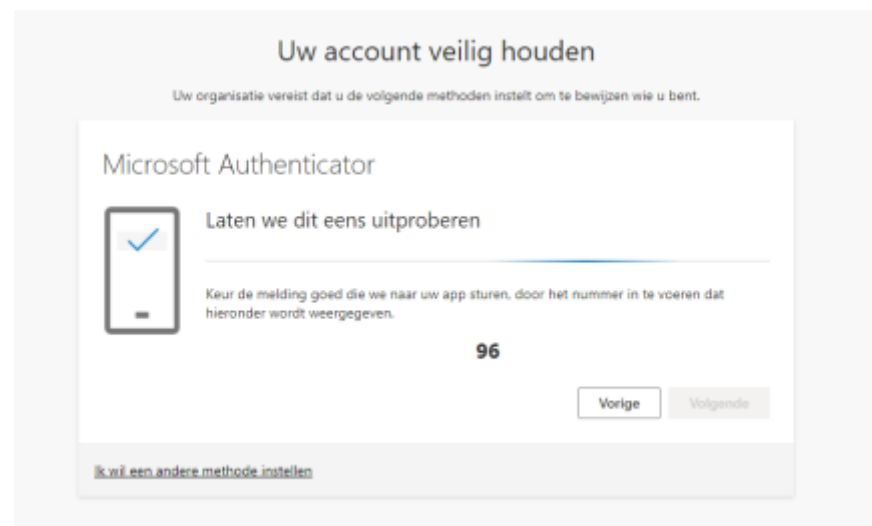 Uw account veilig houden
Uw organisatie vereist dat u de volgende methoden instelt om te bewijzen wie u bent.
Microsoft Authenticator
Laten we dit eens uitproberen
Keur de melding goed die we naar uw app sturen, door het nummer in te voeren dat
hieronder wordt weergegeven.
96
Vorige
Volgende
Ik wil een andere methode instellen